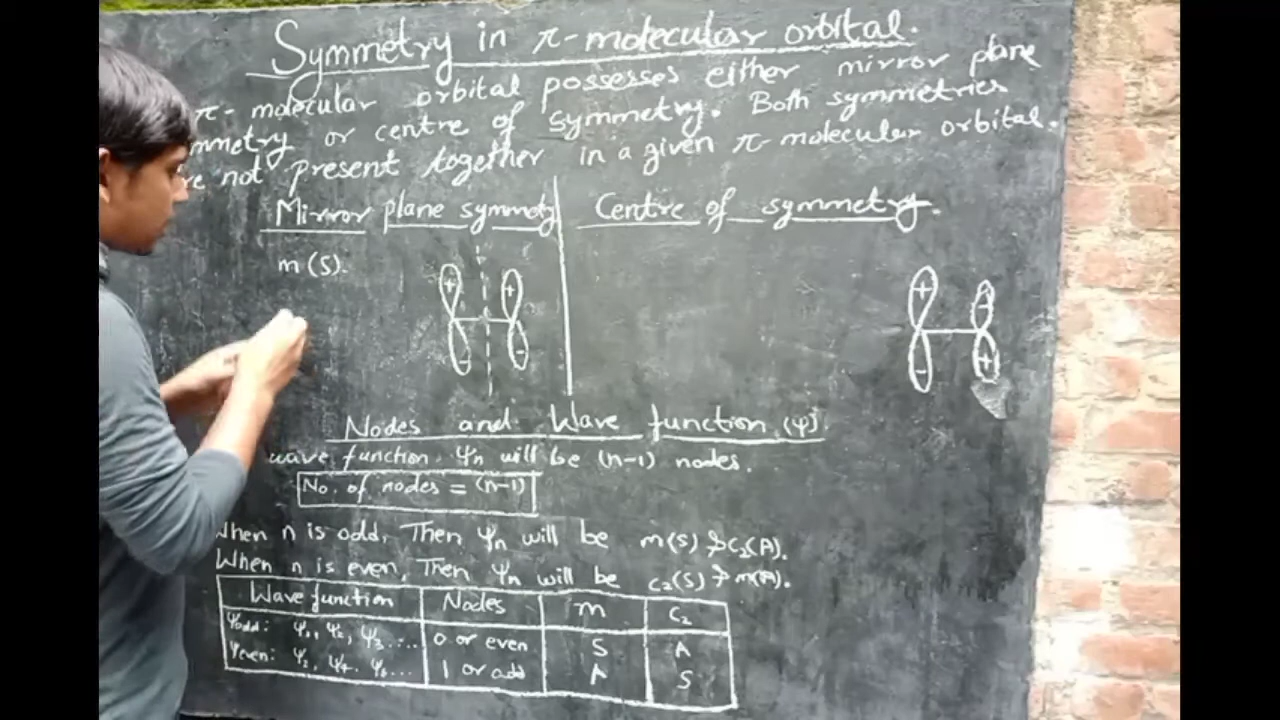 Symmetry in π-molecular orbital.
π-molecular orbital possesses either mirror plane
mmetry or centre of symmetry. Both symmetries
re not present together in a given π-molecular orbital.
Mirror plane symmety
Centre of symmetry.
m(S).
+ +
- -
+ -
- +
Nodes and Wave function (ψ).
wave function ψn will be (n-1) nodes.
No. of nodes = (n-1)
When n is odd, Then ψn will be m(S) & C₂(A).
When n is even, Then ψn will be C₂(S) & m(A).
Wave function Nodes m C₂
ψodd: ψ₁, ψ₂, ψ₃..... 0 or even S A
ψeven: ψ₂, ψ₄. ψ₆... 1 or odd A S